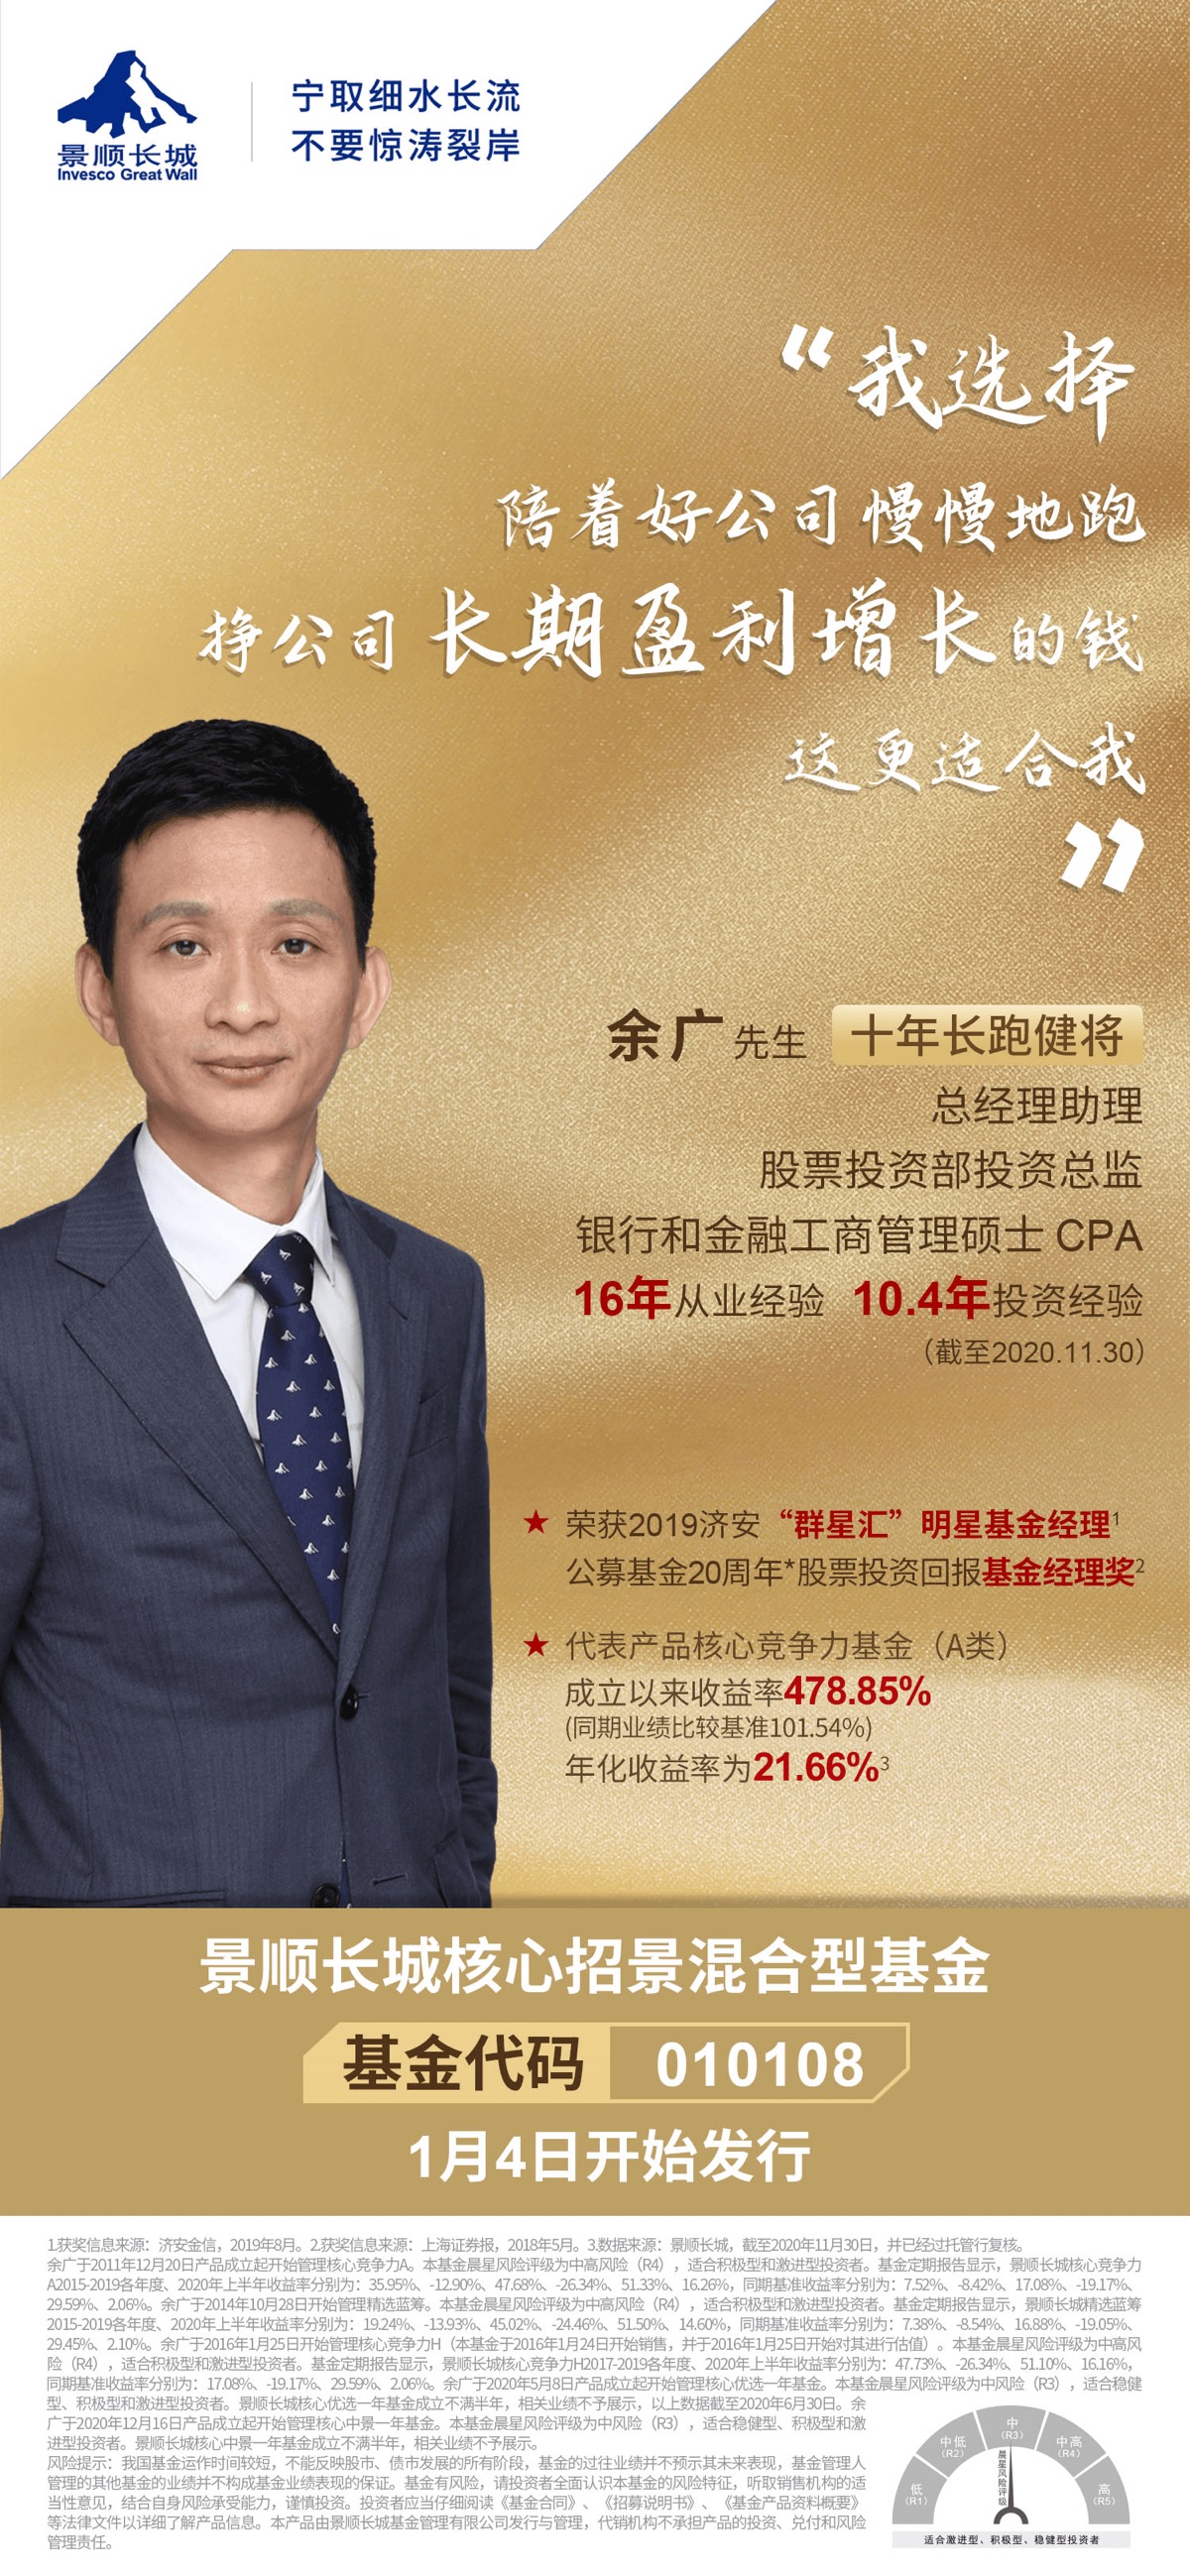 景顺长城
Invesco Great Wall
宁取细水长流
不要惊涛裂岸
“我选择
陪着好公司慢慢地跑
挣公司长期盈利增长的钱
这更适合我
”
余广先生 十年长跑健将
总经理助理
股票投资部投资总监
银行和金融工商管理硕士 CPA
16年从业经验 10.4年投资经验
（截至2020.11.30）
★ 荣获2019济安“群星汇”明星基金经理1
公募基金20周年*股票投资回报基金经理奖2
★ 代表产品核心竞争力基金（A类）
成立以来收益率478.85%
(同期业绩比较基准101.54%)
年化收益率为21.66%3
景顺长城核心招景混合型基金
基金代码 010108
1月4日开始发行
1.获奖信息来源：济安金信，2019年8月。2.获奖信息来源：上海证券报，2018年5月。3.数据来源：景顺长城，截至2020年11月30日，并已经过托管行复核。
余广于2011年12月20日产品成立起开始管理核心竞争力A。本基金晨星风险评级为中高风险（R4），适合积极型和激进型投资者。基金定期报告显示，景顺长城核心竞争力
A2015-2019各年度、2020年上半年收益率分别为：35.95%、-12.90%、47.68%、-26.34%、51.33%、16.26%，同期基准收益率分别为：7.52%、-8.42%、17.08%、-19.17%、
29.59%、2.06%。余广于2014年10月28日开始管理精选蓝筹。本基金晨星风险评级为中高风险（R4），适合积极型和激进型投资者。基金定期报告显示，景顺长城精选蓝筹
2015-2019各年度、2020年上半年收益率分别为：19.24%、-13.93%、45.02%、-24.46%、51.50%、14.60%，同期基准收益率分别为：7.38%、-8.54%、16.88%、-19.05%、
29.45%、2.10%。余广于2016年1月25日开始管理核心竞争力H（本基金于2016年1月24日开始销售，并于2016年1月25日开始对其进行估值）。本基金晨星风险评级为中高风
险（R4），适合积极型和激进型投资者。基金定期报告显示，景顺长城核心竞争力H2017-2019各年度、2020年上半年收益率分别为：47.73%、-26.34%、51.10%、16.16%，
同期基准收益率分别为：17.08%、-19.17%、29.59%、2.06%。余广于2020年5月8日产品成立起开始管理核心优选一年基金。本基金晨星风险评级为中风险（R3），适合稳健
型、积极型和激进型投资者。景顺长城核心优选一年基金成立不满半年，相关业绩不予展示，以上数据截至2020年6月30日。余
广于2020年12月16日产品成立起开始管理核心中景一年基金。本基金晨星风险评级为中风险（R3），适合稳健型、积极型和激
进型投资者。景顺长城核心中景一年基金成立不满半年，相关业绩不予展示。
风险提示：我国基金运作时间较短，不能反映股市、债市发展的所有阶段，基金的过往业绩并不预示其未来表现，基金管理人
管理的其他基金的业绩并不构成基金业绩表现的保证。基金有风险，请投资者全面认识本基金的风险特征，听取销售机构的适
当性意见，结合自身风险承受能力，谨慎投资。投资者应当仔细阅读《基金合同》、《招募说明书》、《基金产品资料概要》
等法律文件以详细了解产品信息。本产品由景顺长城基金管理有限公司发行与管理，代销机构不承担产品的投资、兑付和风险
管理责任。
低
（R1）
中低
（R2）
中
（R3）
中高
（R4）
高
（R5）
晨星风险评级
适合激进型、积极型、稳健型投资者